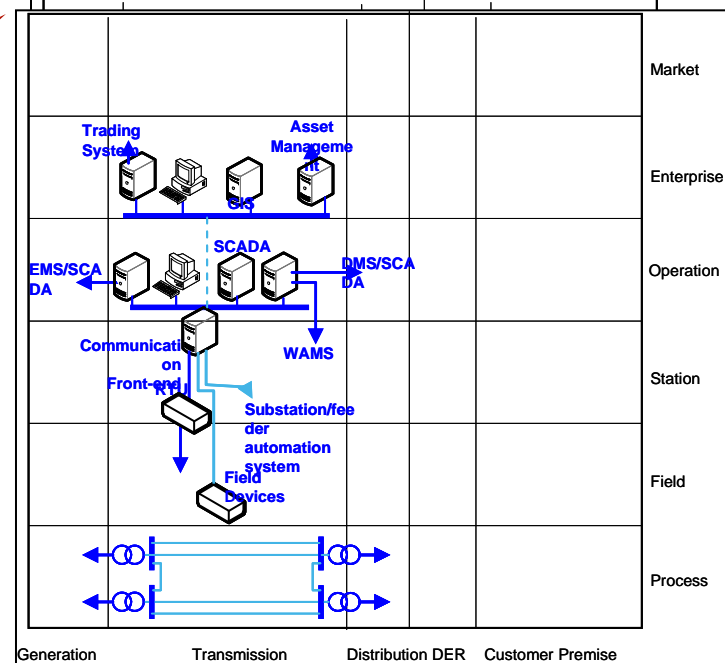 Market
Trading
System
Asset
Manageme
nt
GIS
Enterprise
SCADA
EMS/SCA
DA
DMS/SCA
DA
Operation
WAMS
Communicati
on
Front-end
RTU
Station
Substation/fee
der
automation
system
Field
Devices
Field
Process
Generation
Transmission
Distribution
DER
Customer Premise